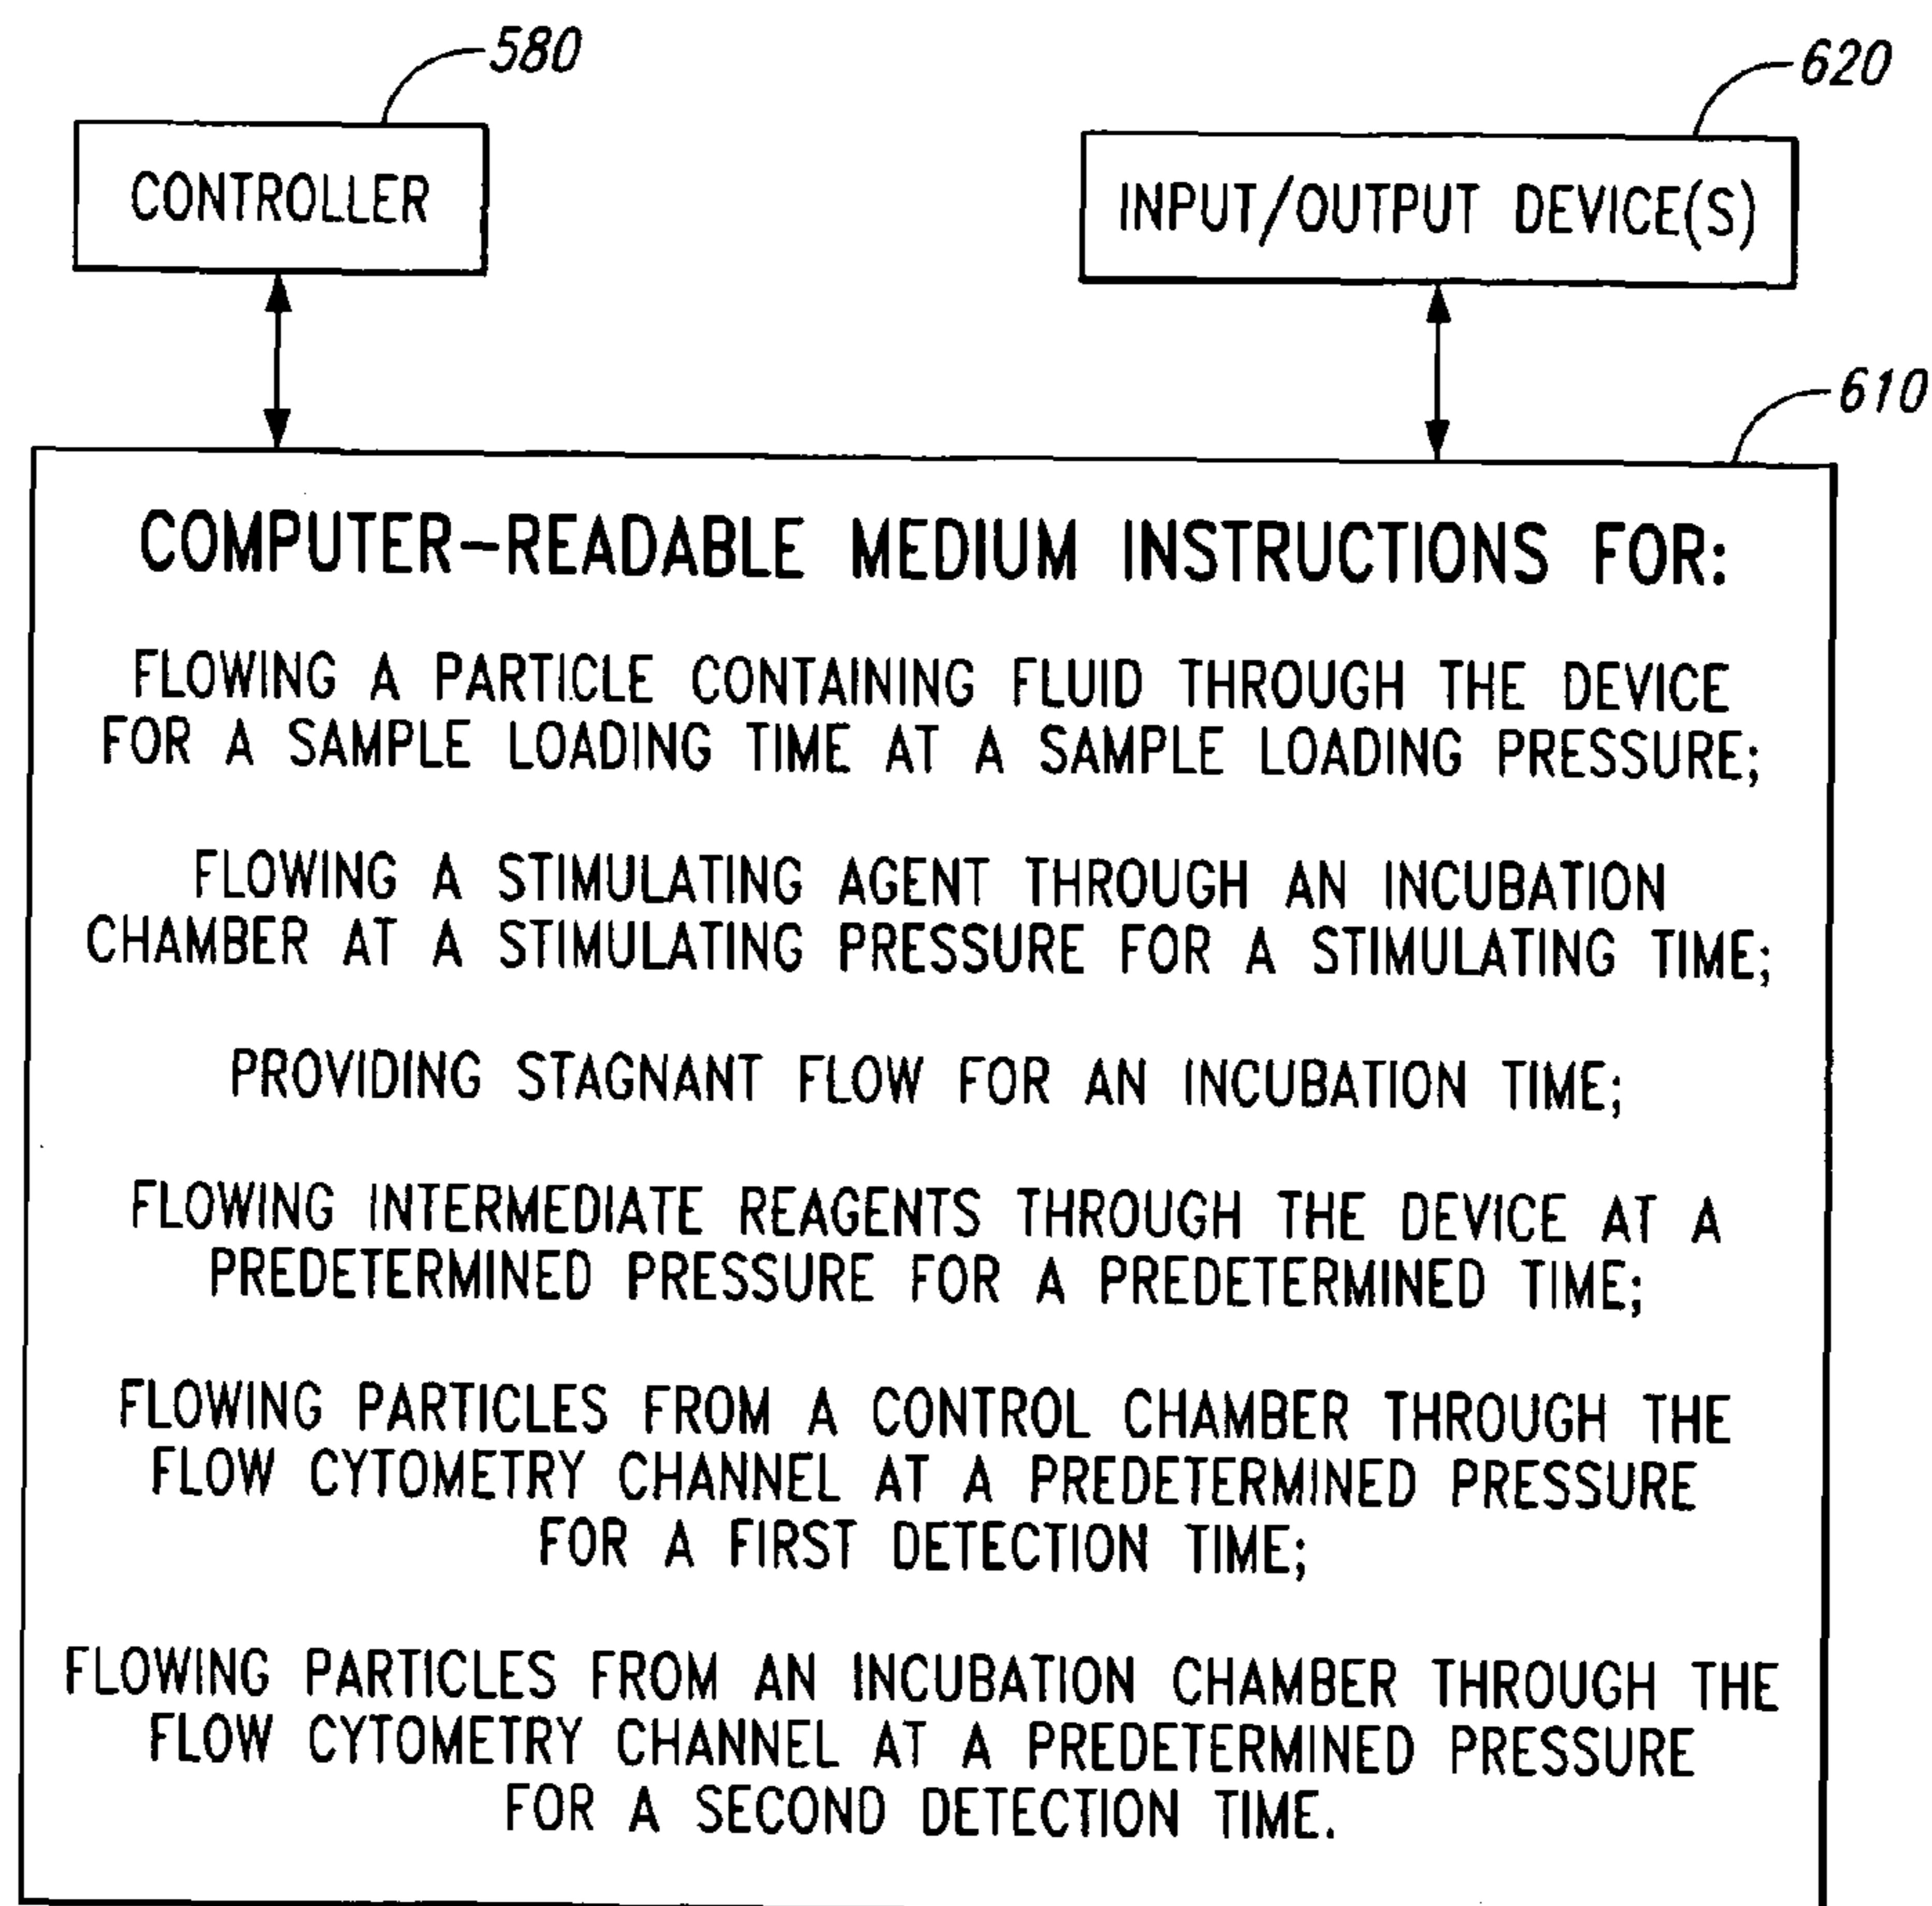 580
620
CONTROLLER
INPUT/OUTPUT DEVICE(S)
610
COMPUTER-READABLE MEDIUM INSTRUCTIONS FOR:
FLOWING A PARTICLE CONTAINING FLUID THROUGH THE DEVICE
FOR A SAMPLE LOADING TIME AT A SAMPLE LOADING PRESSURE;
FLOWING A STIMULATING AGENT THROUGH AN INCUBATION
CHAMBER AT A STIMULATING PRESSURE FOR A STIMULATING TIME;
PROVIDING STAGNANT FLOW FOR AN INCUBATION TIME;
FLOWING INTERMEDIATE REAGENTS THROUGH THE DEVICE AT A
PREDETERMINED PRESSURE FOR A PREDETERMINED TIME;
FLOWING PARTICLES FROM A CONTROL CHAMBER THROUGH THE
FLOW CYTOMETRY CHANNEL AT A PREDETERMINED PRESSURE
FOR A FIRST DETECTION TIME;
FLOWING PARTICLES FROM AN INCUBATION CHAMBER THROUGH THE
FLOW CYTOMETRY CHANNEL AT A PREDETERMINED PRESSURE
FOR A SECOND DETECTION TIME.